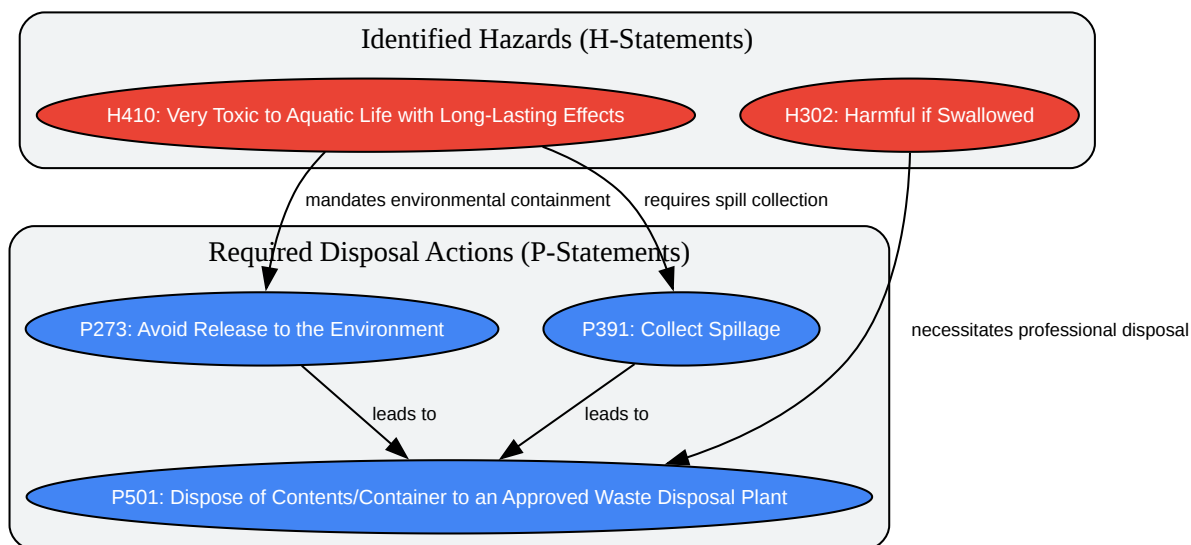 Identified Hazards (H-Statements)
H410: Very Toxic to Aquatic Life with Long-Lasting Effects
H302: Harmful if Swallowed
mandates environmental containment
requires spill collection
Required Disposal Actions (P-Statements)
P273: Avoid Release to the Environment
P391: Collect Spillage
necessitates professional disposal
leads to
leads to
P501: Dispose of Contents/Container to an Approved Waste Disposal Plant